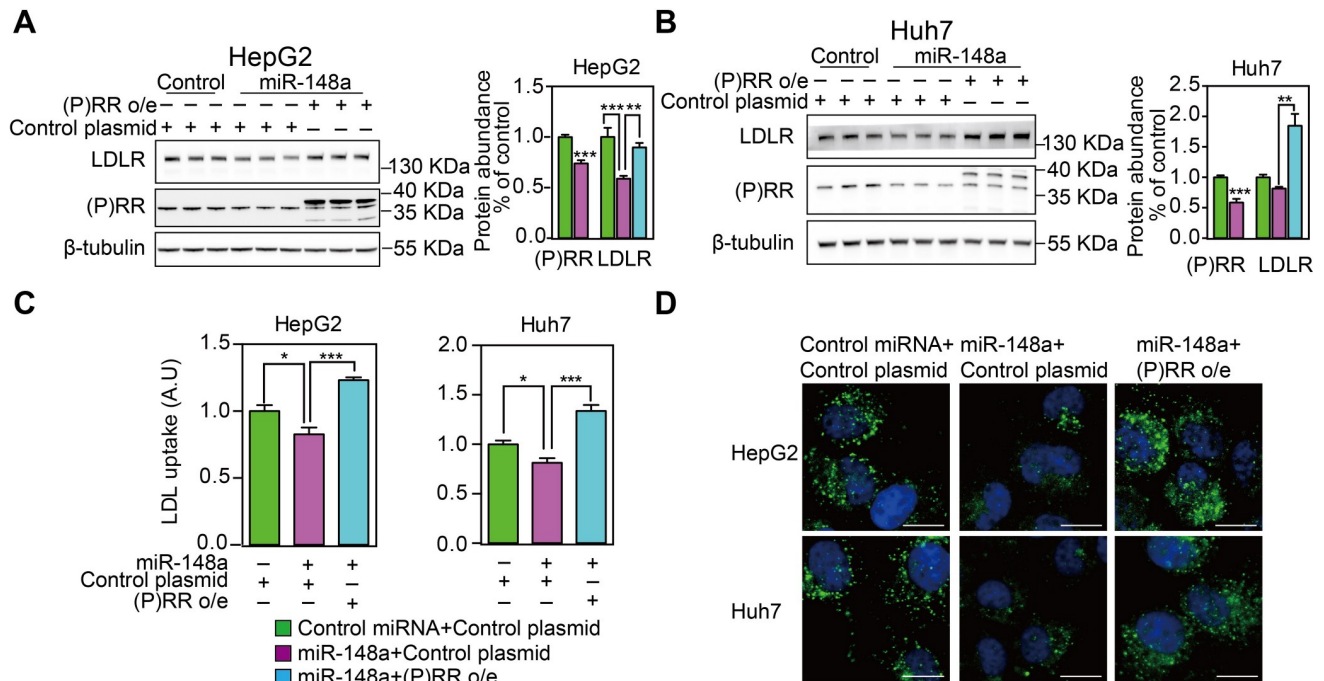 A
HepG2
Control miR-148a
(P)RR o/e − − − − − − + + +
Control plasmid + + + + + + − − −
LDLR
130 KDa
(P)RR
40 KDa
35 KDa
β-tubulin
55 KDa
HepG2
Protein abundance
% of control
1.5
1.0
0.5
0.0
*** *** **
(P)RR LDLR
B
Huh7
Control miR-148a
(P)RR o/e − − − − − − + + +
Control plasmid + + + + + + − − −
LDLR
130 KDa
(P)RR
40 KDa
35 KDa
β-tubulin
55 KDa
Huh7
Protein abundance
% of control
2.5
2.0
1.5
1.0
0.5
0.0
*** **
(P)RR LDLR
C
HepG2
LDL uptake (A.U)
1.5
1.0
0.5
0.0
* ***
Huh7
2.0
1.5
1.0
0.5
0.0
* ***
miR-148a − + + − + +
Control plasmid + + − + + −
(P)RR o/e − − + − − +
Control miRNA+Control plasmid
miR-148a+Control plasmid
miR-148a+(P)RR o/e
D
Control miRNA+ miR-148a+ miR-148a+
Control plasmid Control plasmid (P)RR o/e
HepG2
Huh7